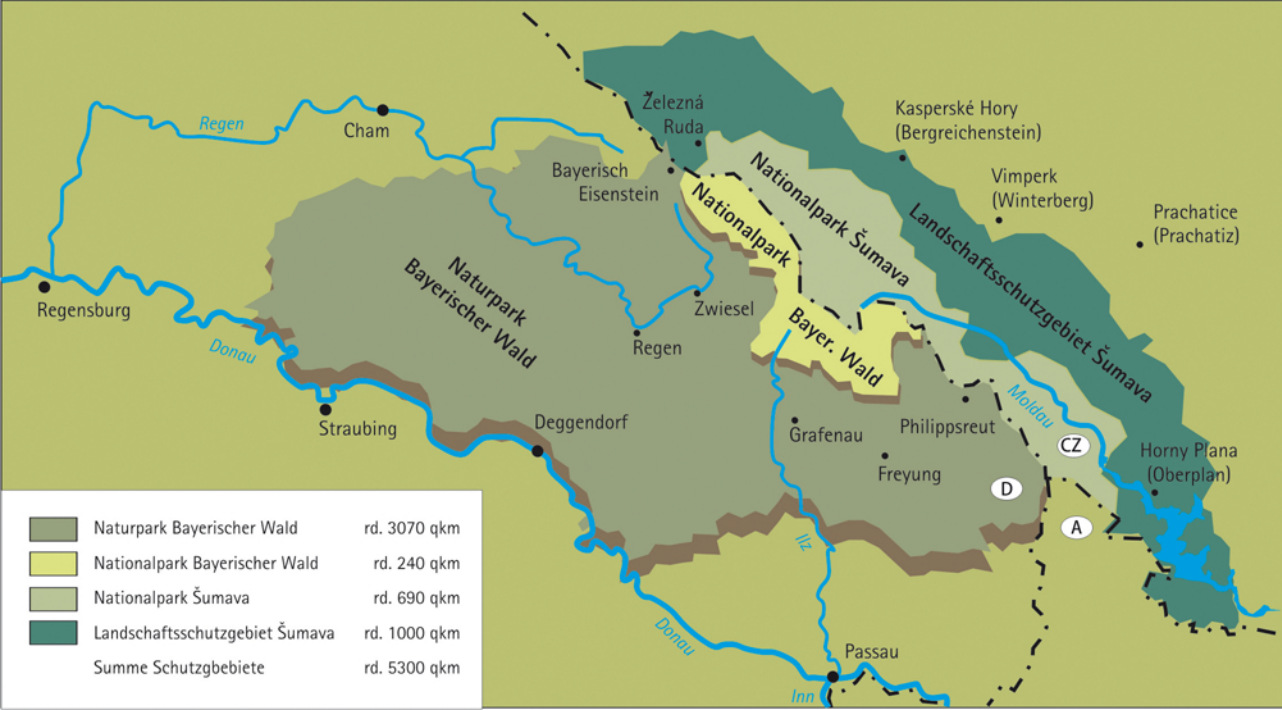 Železná
Ruda
Kasperské Hory
(Bergreichenstein)
Regen
Cham
Bayerisch
Eisenstein
Vimperk
(Winterberg)
Prachatice
(Prachatiz)
Nationalpark Šumava
Landschaftsschutzgebiet Šumava
Nationalpark
Bayer. Wald
Naturpark
Bayerischer Wald
Regensburg
Donau
Zwiesel
Regen
Straubing
Deggendorf
Grafenau
Philippsreut
Freyung
Moldau
CZ
D
A
Horny Plana
(Oberplan)
Ilz
Donau
Passau
Inn
Naturpark Bayerischer Wald rd. 3070 qkm
Nationalpark Bayerischer Wald rd. 240 qkm
Nationalpark Šumava rd. 690 qkm
Landschaftsschutzgebiet Šumava rd. 1000 qkm
Summe Schutzgbebiete rd. 5300 qkm